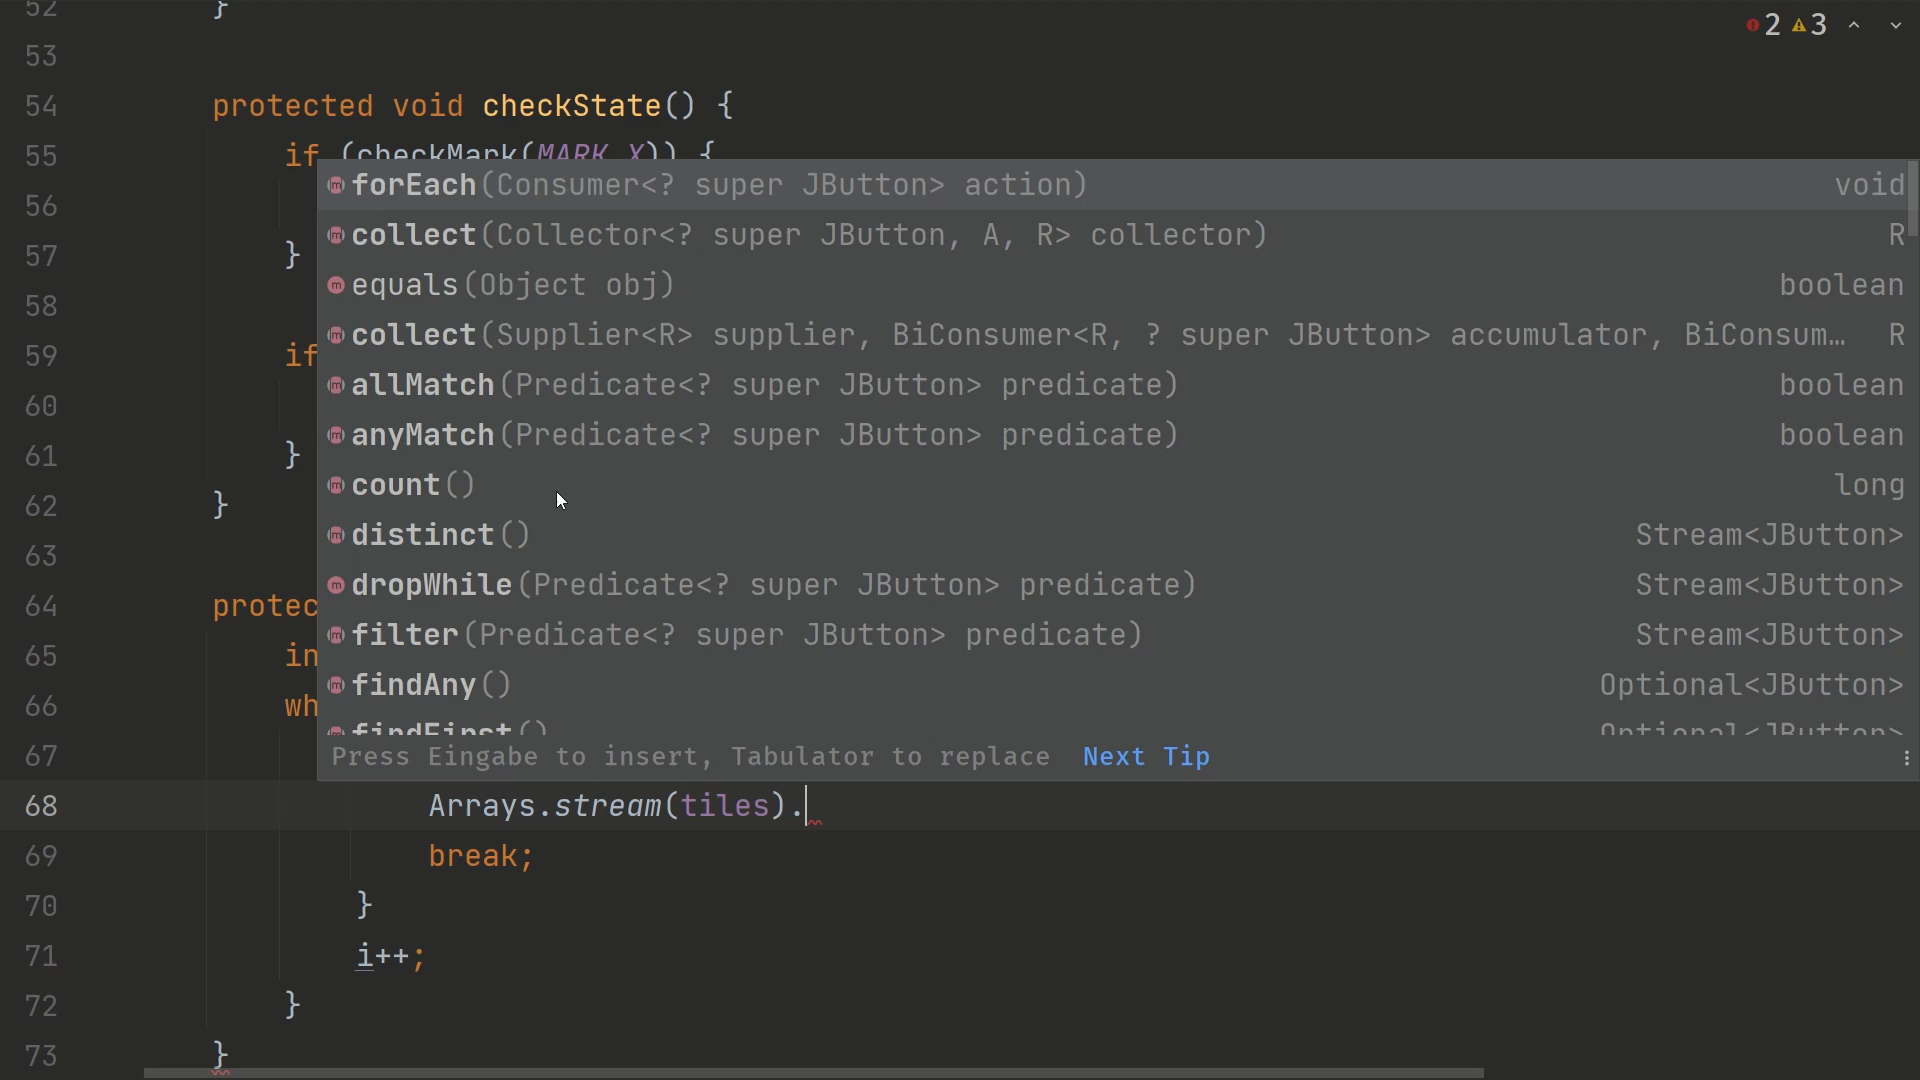 52 }
2 3
53
54 protected void checkState() {
55 if (checkMark(MARK_X)) {
forEach(Consumer<? super JButton> action) void
56
collect(Collector<? super JButton, A, R> collector) R
57 }
equals(Object obj) boolean
58
collect(Supplier<R> supplier, BiConsumer<R, ? super JButton> accumulator, BiConsum… R
59 if
allMatch(Predicate<? super JButton> predicate) boolean
60
anyMatch(Predicate<? super JButton> predicate) boolean
61 }
count() long
62 }
distinct() Stream<JButton>
63
dropWhile(Predicate<? super JButton> predicate) Stream<JButton>
64 protec
filter(Predicate<? super JButton> predicate) Stream<JButton>
65 in
findAny() Optional<JButton>
66 wh
findFirst() Optional<JButton>
67
Press Eingabe to insert, Tabulator to replace Next Tip
68 Arrays.stream(tiles).
69 break;
70 }
71 i++;
72 }
73 }